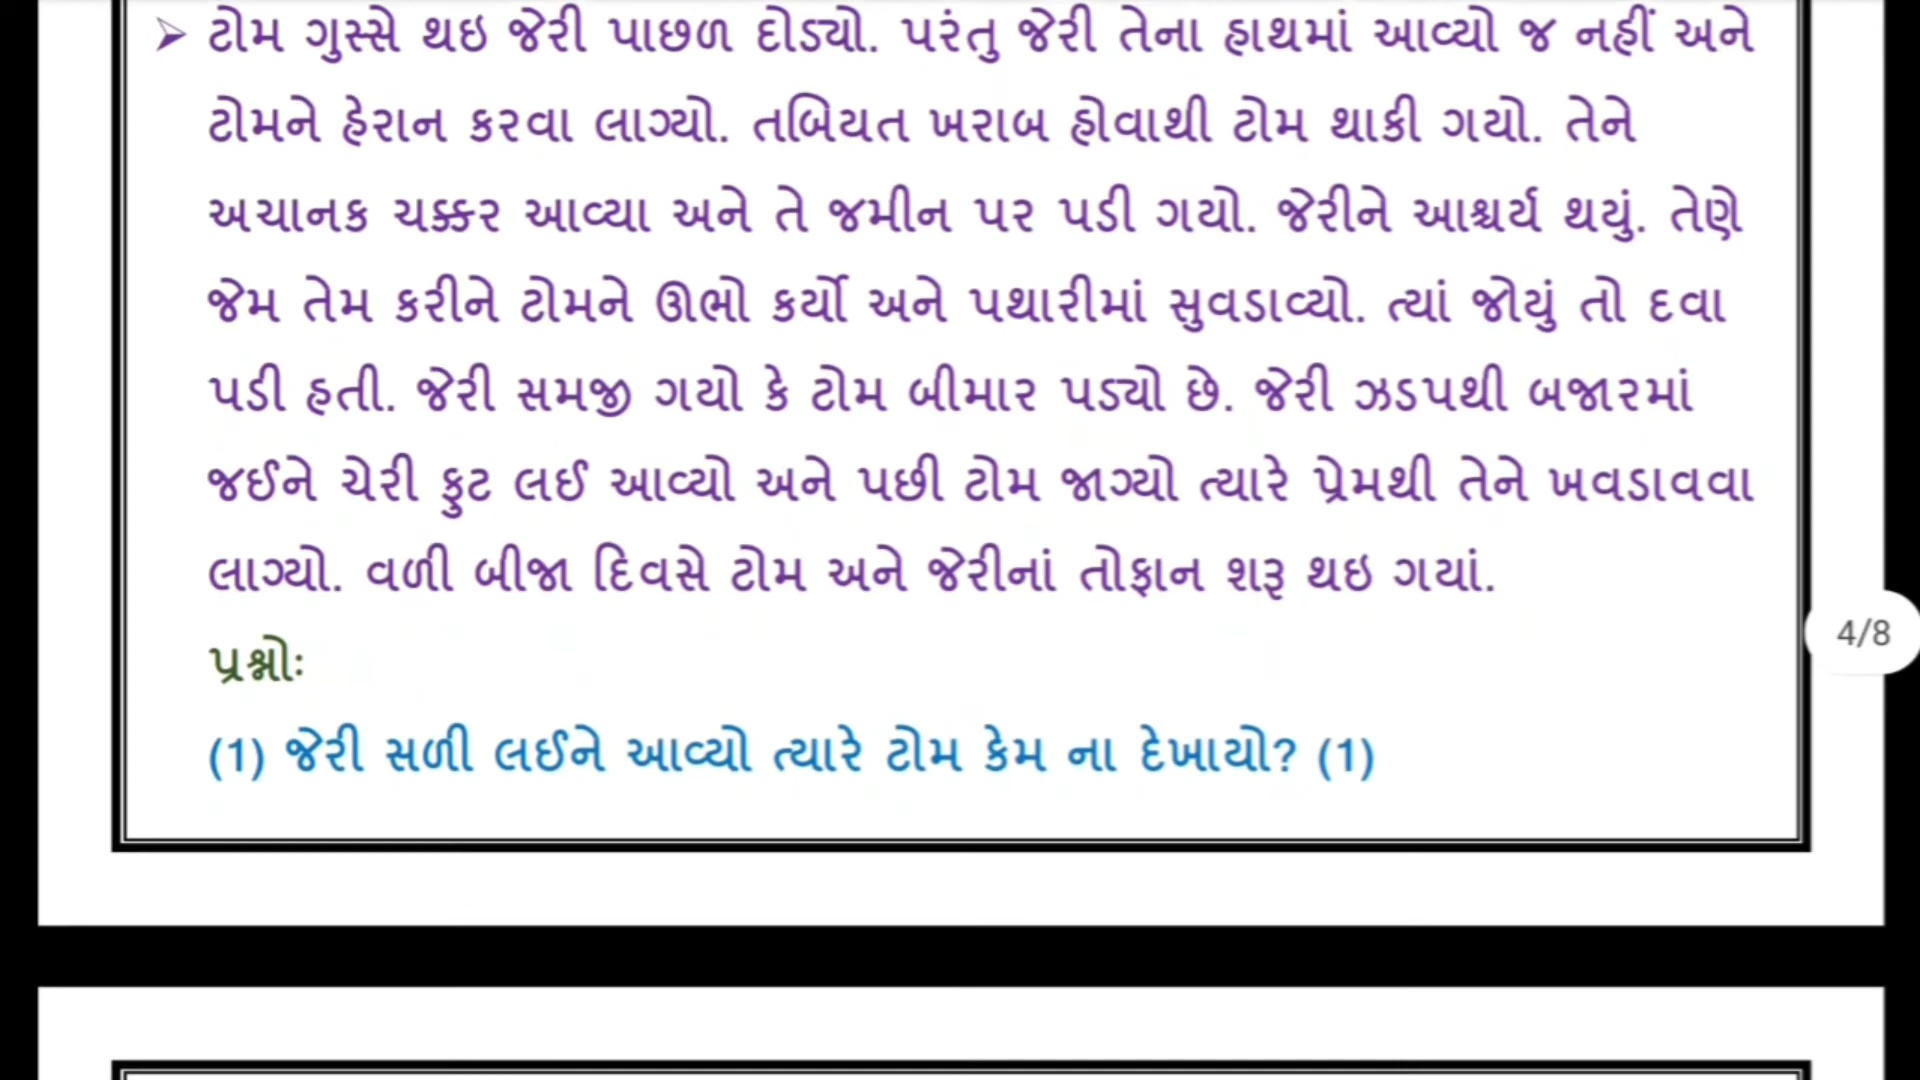 ➢ ટોમ ગુસ્સે થઇ જેરી પાછળ દોડ્યો. પરંતુ જેરી તેના હાથમાં આવ્યો જ નહીં અને
ટોમને હેરાન કરવા લાગ્યો. તબિયત ખરાબ હોવાથી ટોમ થાકી ગયો. તેને
અચાનક ચક્કર આવ્યા અને તે જમીન પર પડી ગયો. જેરીને આશ્ચર્ય થયું. તેણે
જેમ તેમ કરીને ટોમને ઊભો કર્યો અને પથારીમાં સુવડાવ્યો. ત્યાં જોયું તો દવા
પડી હતી. જેરી સમજી ગયો કે ટોમ બીમાર પડ્યો છે. જેરી ઝડપથી બજારમાં
જઈને ચેરી ફ્રુટ લઈ આવ્યો અને પછી ટોમ જાગ્યો ત્યારે પ્રેમથી તેને ખવડાવવા
લાગ્યો. વળી બીજા દિવસે ટોમ અને જેરીનાં તોફાન શરૂ થઇ ગયાં.
પ્રશ્નોઃ
4/8
(1) જેરી સળી લઈને આવ્યો ત્યારે ટોમ કેમ ના દેખાયો? (1)